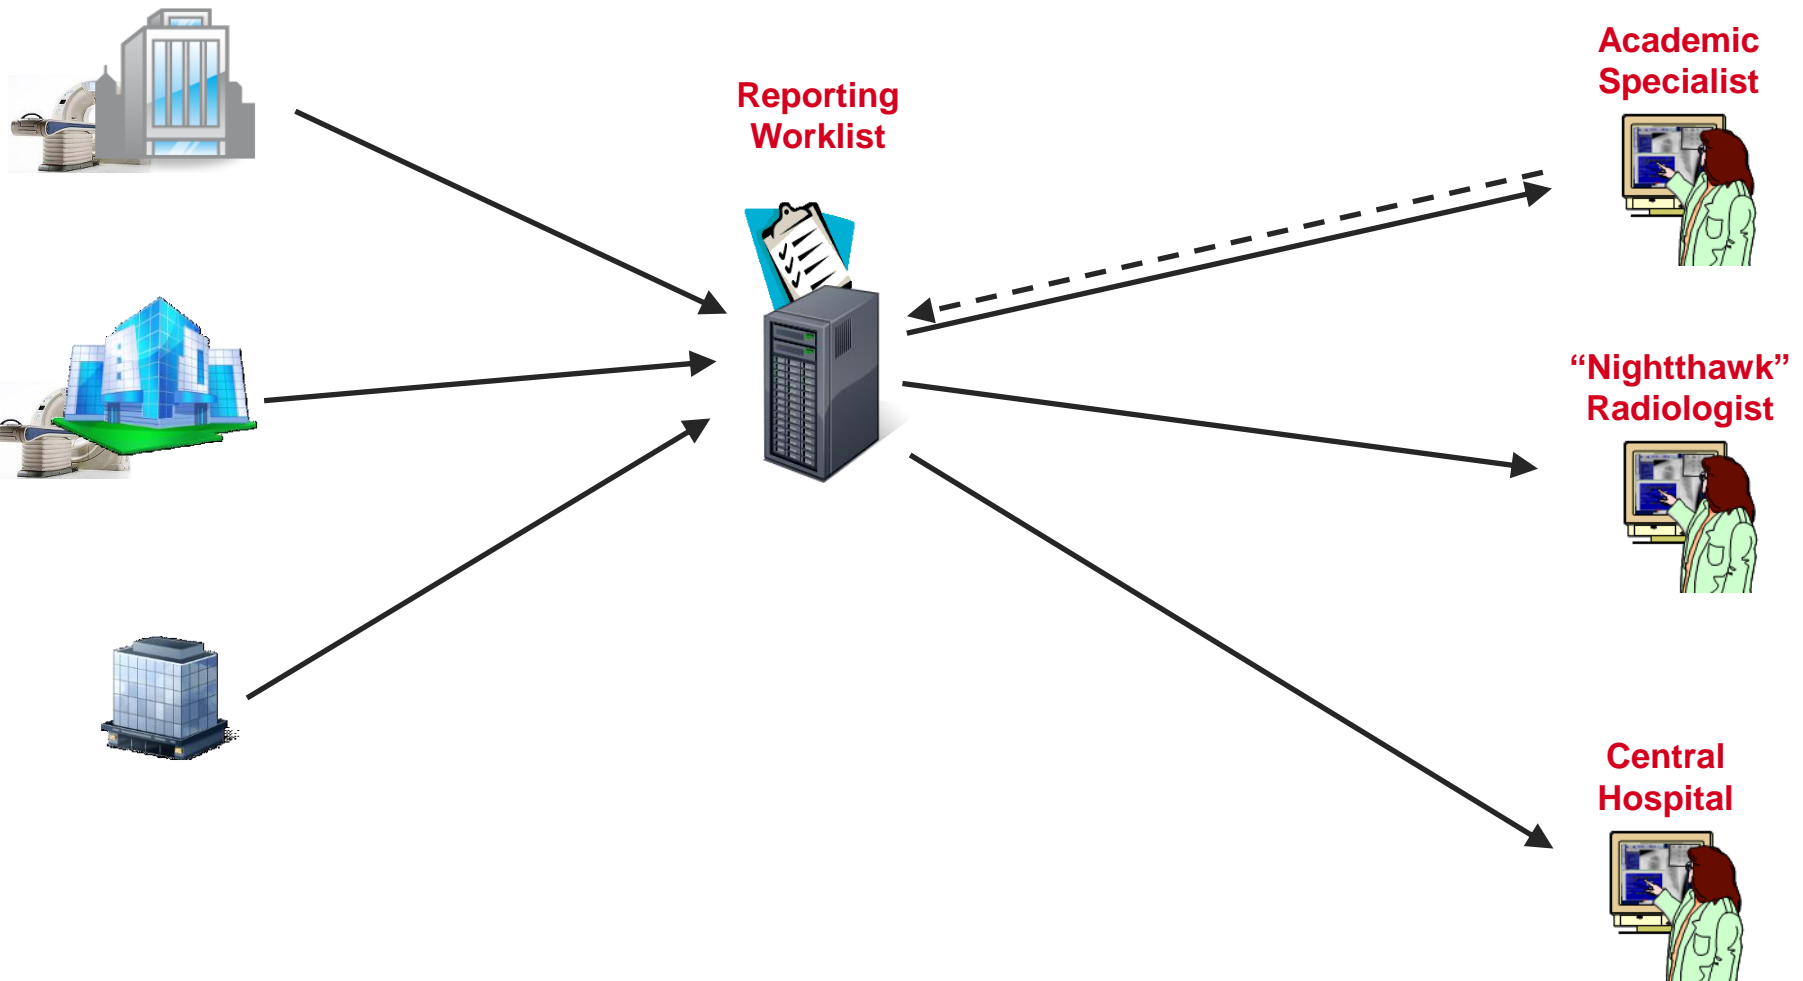 Academic
Specialist
Reporting
Worklist
“Nightthawk”
Radiologist
Central
Hospital